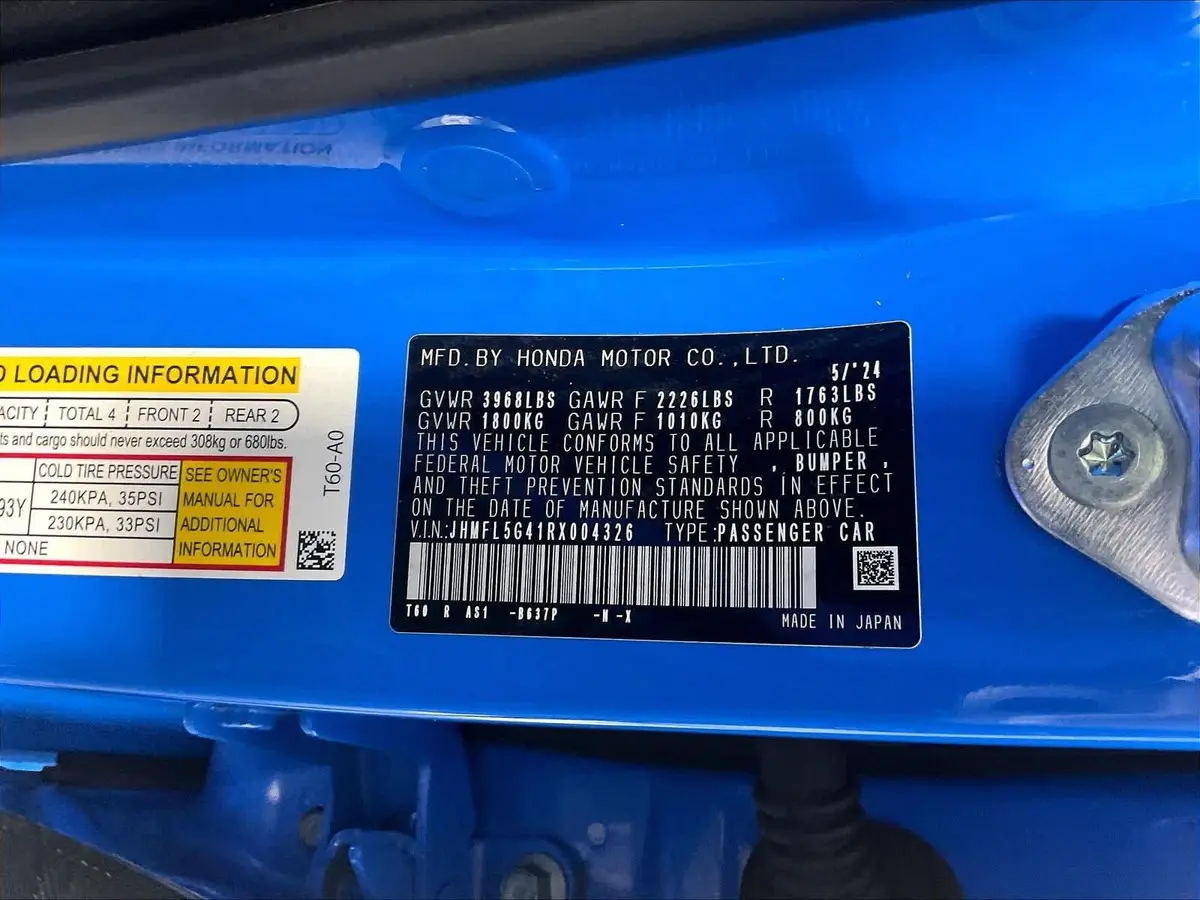 O LOADING INFORMATION
ACITY TOTAL 4 FRONT 2 REAR 2
ts and cargo should never exceed 308kg or 680lbs.
COLD TIRE PRESSURE
93Y 240KPA, 35PSI
230KPA, 33PSI
NONE
SEE OWNER'S
MANUAL FOR
ADDITIONAL
INFORMATION
T60-A0
MFD.BY HONDA MOTOR CO.,LTD.
5/'24
GVWR 3968LBS GAWR F 2226LBS R 1763LBS
GVWR 1800KG GAWR F 1010KG R 800KG
THIS VEHICLE CONFORMS TO ALL APPLICABLE
FEDERAL MOTOR VEHICLE SAFETY , BUMPER ,
AND THEFT PREVENTION STANDARDS IN EFFECT
ON THE DATE OF MANUFACTURE SHOWN ABOVE.
V.I.N.:JHMFL5G41RX004326 TYPE:PASSENGER CAR
T60 R AS1 -B637P -N -X
MADE IN JAPAN